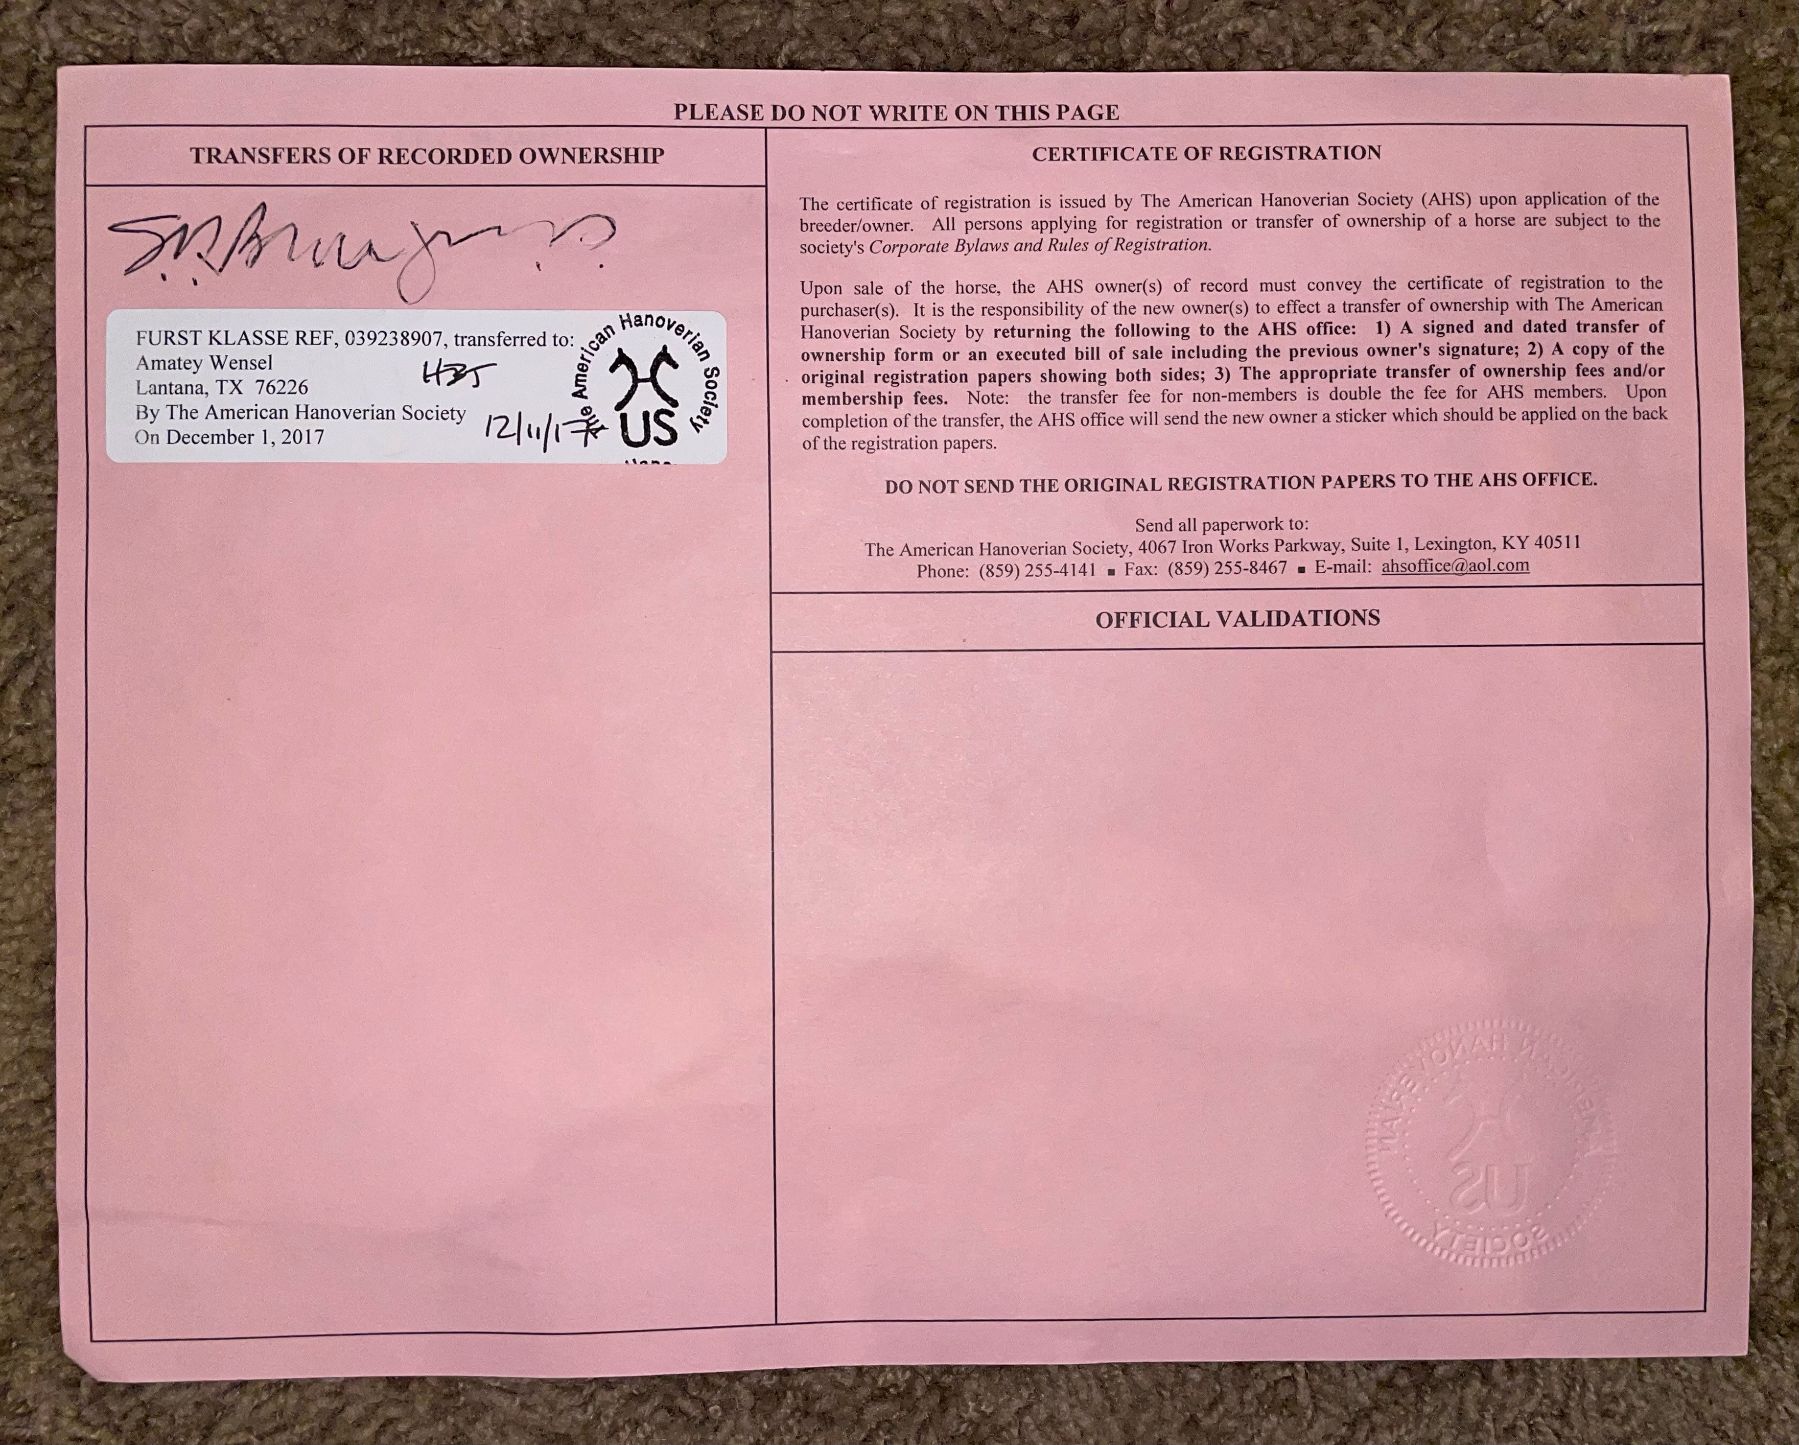 PLEASE DO NOT WRITE ON THIS PAGE
TRANSFERS OF RECORDED OWNERSHIP
FURST KLASSE REF, 039238907, transferred to:
Amatey Wensel
Lantana, TX 76226
By The American Hanoverian Society
On December 1, 2017
12/11/17
The American Hanoverian Society
US
CERTIFICATE OF REGISTRATION
The certificate of registration is issued by The American Hanoverian Society (AHS) upon application of the
breeder/owner. All persons applying for registration or transfer of ownership of a horse are subject to the
society's Corporate Bylaws and Rules of Registration.
Upon sale of the horse, the AHS owner(s) of record must convey the certificate of registration to the
purchaser(s). It is the responsibility of the new owner(s) to effect a transfer of ownership with The American
Hanoverian Society by returning the following to the AHS office: 1) A signed and dated transfer of
ownership form or an executed bill of sale including the previous owner's signature; 2) A copy of the
original registration papers showing both sides; 3) The appropriate transfer of ownership fees and/or
membership fees. Note: the transfer fee for non-members is double the fee for AHS members. Upon
completion of the transfer, the AHS office will send the new owner a sticker which should be applied on the back
of the registration papers.
DO NOT SEND THE ORIGINAL REGISTRATION PAPERS TO THE AHS OFFICE.
Send all paperwork to:
The American Hanoverian Society, 4067 Iron Works Parkway, Suite 1, Lexington, KY 40511
Phone: (859) 255-4141 ■ Fax: (859) 255-8467 ■ E-mail: ahsoffice@aol.com
OFFICIAL VALIDATIONS
AMERICAN HANOVERIAN
US
SOCIETY